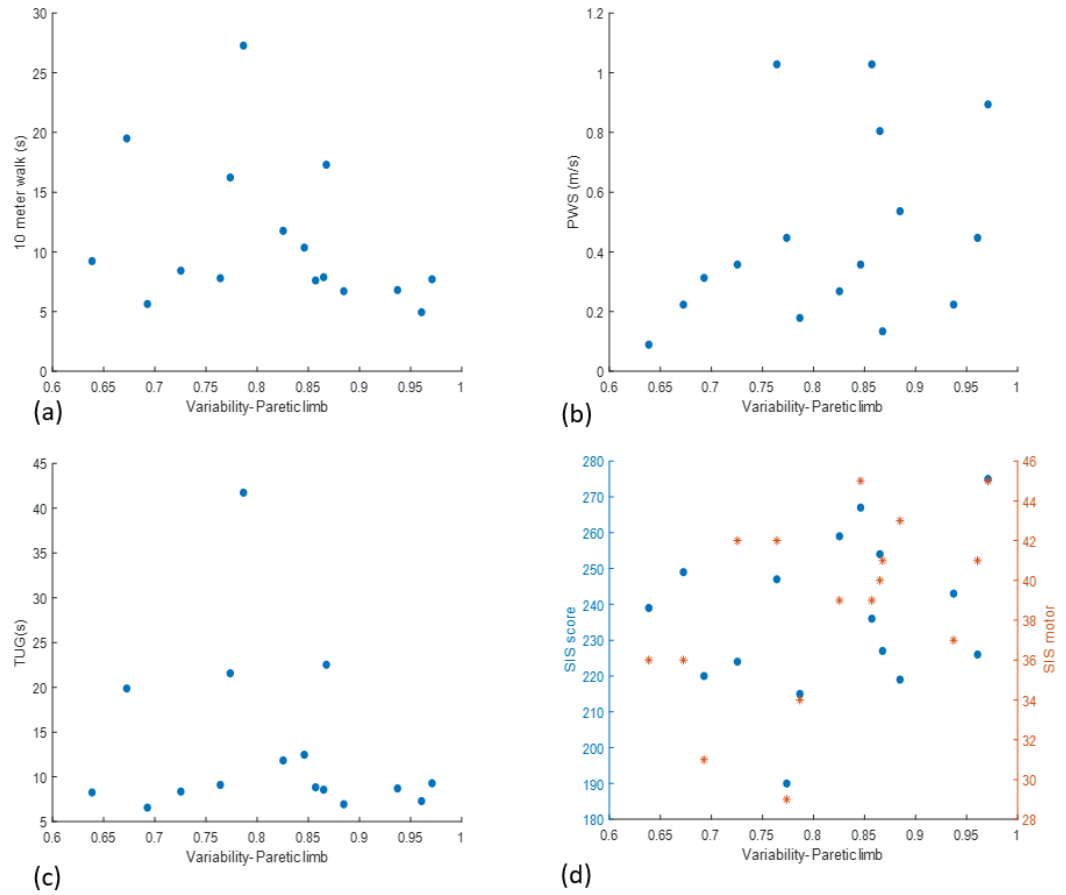 30
25
20
15
10
5
0
10 meter walk (s)
0.6 0.65 0.7 0.75 0.8 0.85 0.9 0.95 1
Variability-Paretic limb
(a)
1.2
1
0.8
0.6
0.4
0.2
0
PWS (m/s)
0.6 0.65 0.7 0.75 0.8 0.85 0.9 0.95 1
Variability-Paretic limb
(b)
45
40
35
30
25
20
15
10
5
TUG(s)
0.6 0.65 0.7 0.75 0.8 0.85 0.9 0.95 1
Variability-Paretic limb
(c)
280
270
260
250
240
230
220
210
200
190
180
SIS score
46
44
42
40
38
36
34
32
30
28
SIS motor
0.6 0.65 0.7 0.75 0.8 0.85 0.9 0.95 1
Variability-Paretic limb
(d)